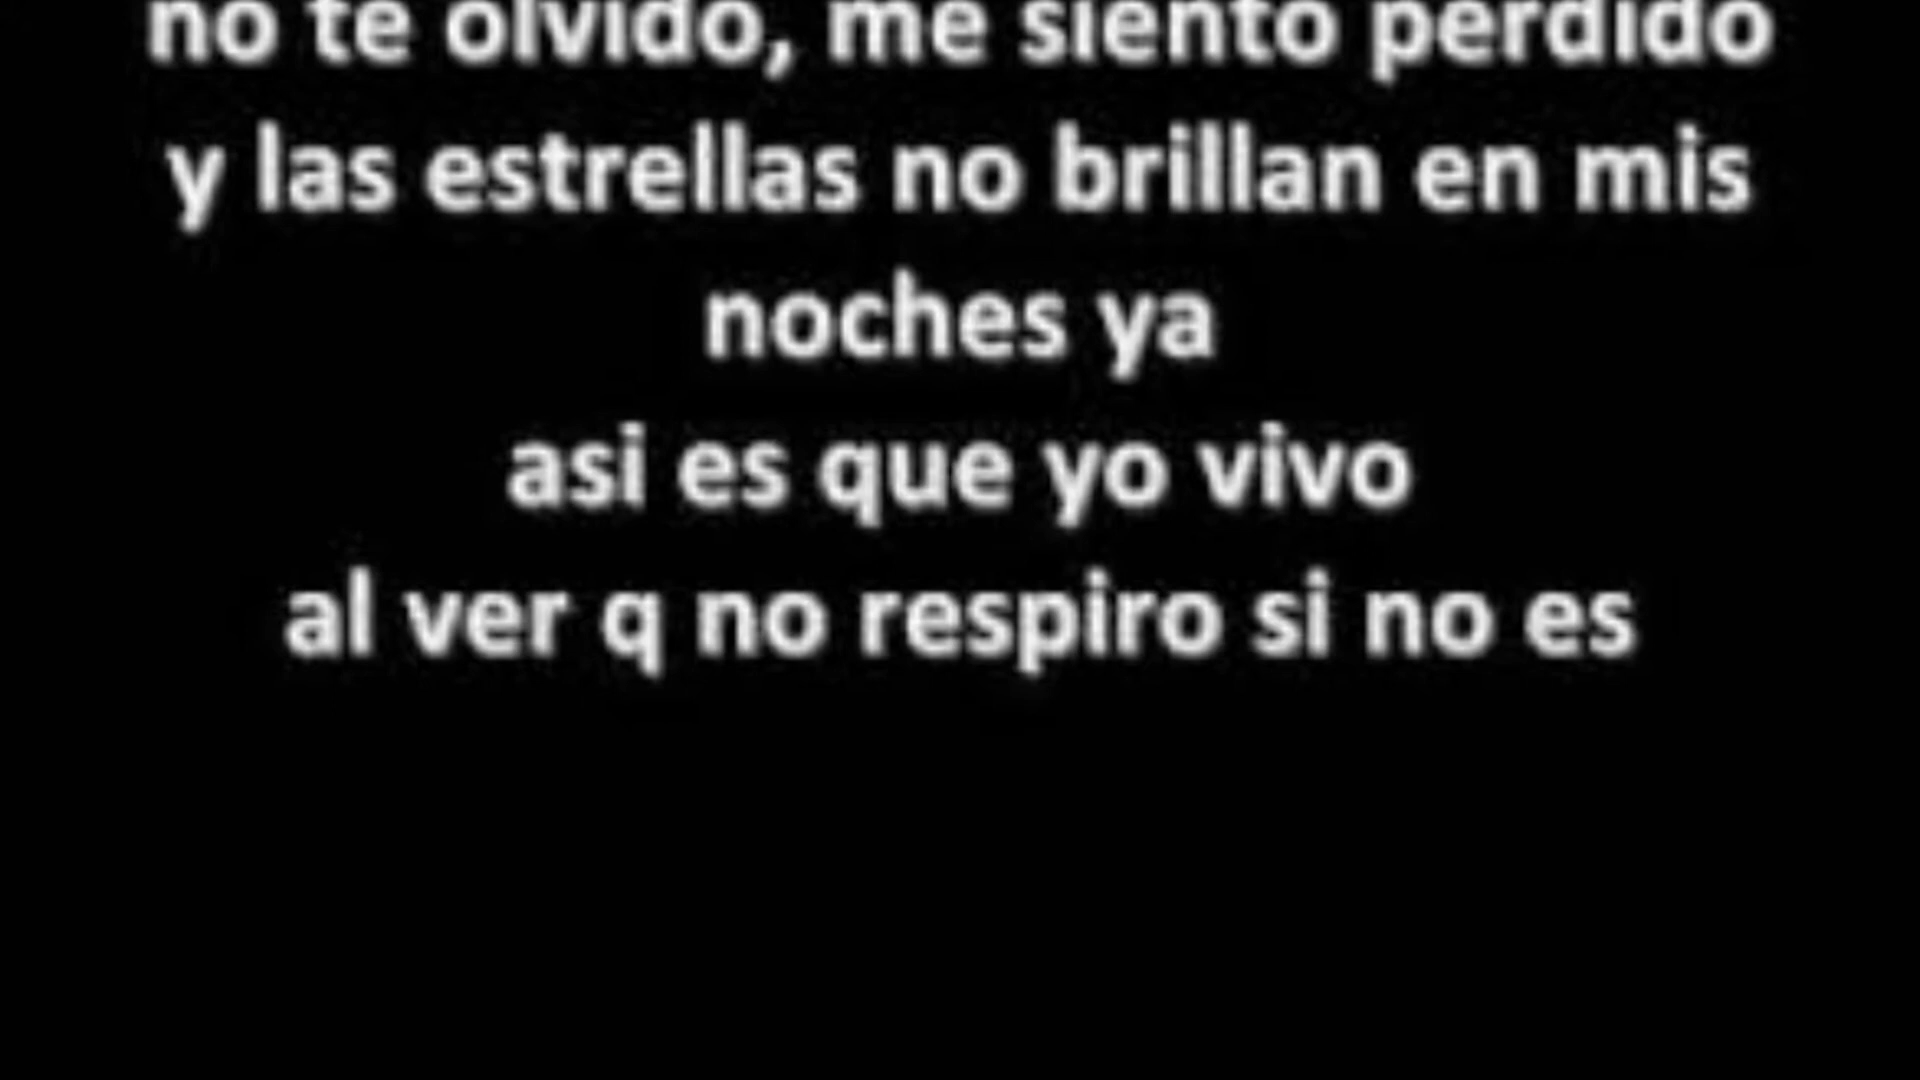 no te olvido, me siento perdido
y las estrellas no brillan en mis
noches ya
asi es que yo vivo
al ver q no respiro si no es